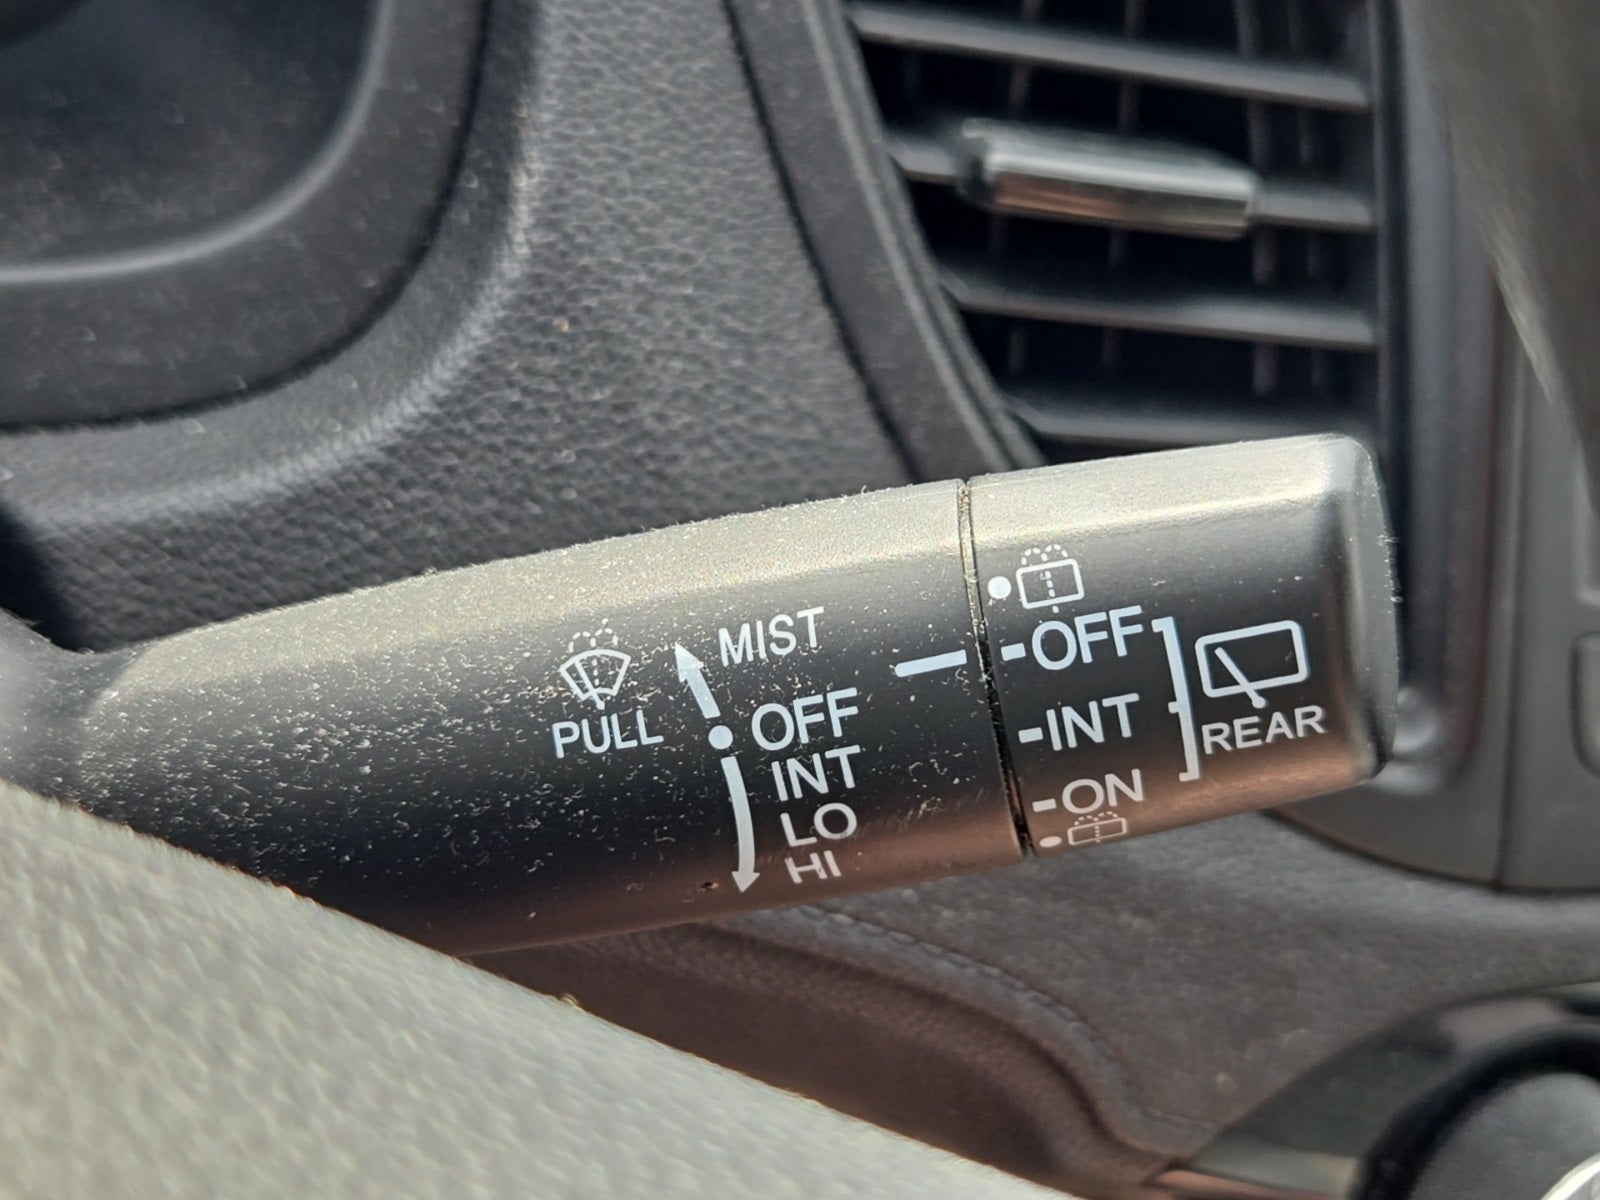 PULL
MIST
OFF
INT
LO
HI
-OFF
-INT
-ON
REAR